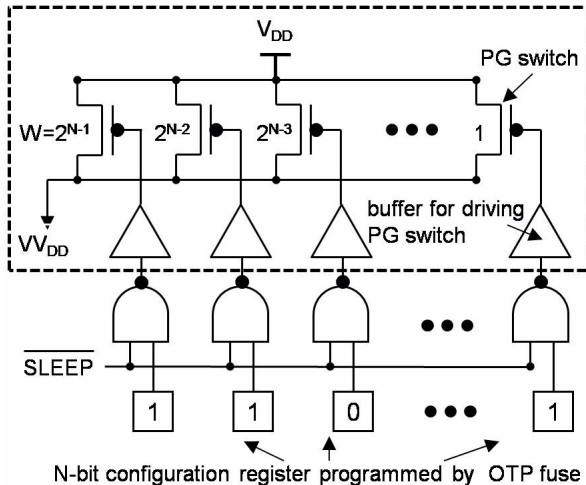 V_DD
PG switch
W=2^N-1
2^N-2
2^N-3
1
buffer for driving
PG switch
VV_DD
SLEEP
1
1
0
1
N-bit configuration register programmed by OTP fuse